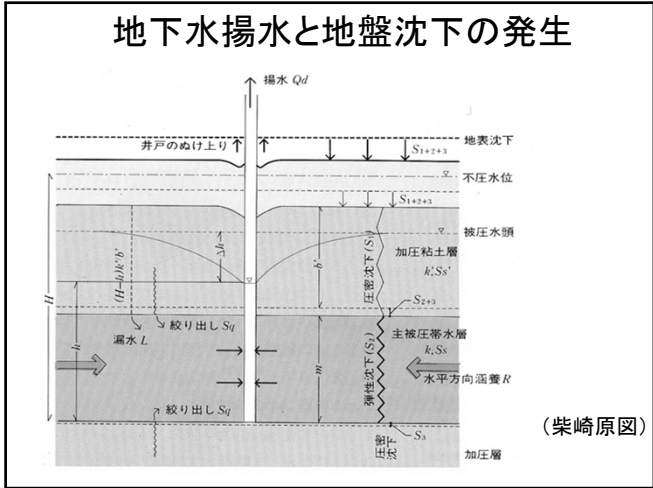 地下水揚水と地盤沈下の発生
揚水 Qd
井戸のぬけ上り
地表沈下
S1+2+3
不圧水位
S1+2+3
被圧水頭
加圧粘土層
k',Ss'
圧密沈下(S1)
b'
Δh
(H−h)k'b'
H
h
S2+3
絞り出し Sq
漏水 L
m
弾性沈下(S2)
主被圧帯水層
k,Ss
水平方向涵養 R
絞り出し Sq
S3
圧密沈下
加圧層
(柴崎原図)